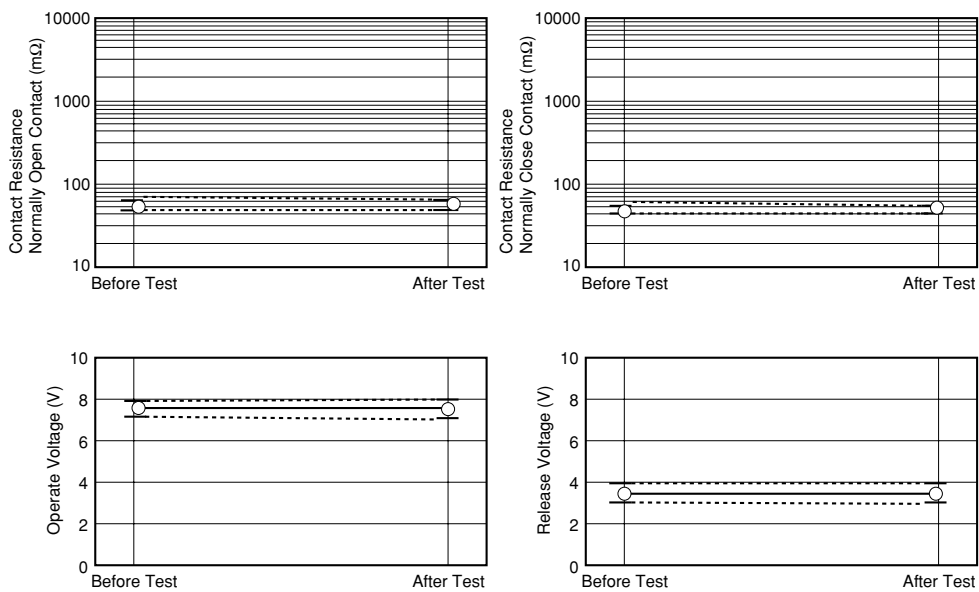 Contact Resistance
Normally Open Contact (mΩ)
10000
1000
100
10
Before Test
After Test
Contact Resistance
Normally Close Contact (mΩ)
10000
1000
100
10
Before Test
After Test
Operate Voltage (V)
10
8
6
4
2
0
Before Test
After Test
Release Voltage (V)
10
8
6
4
2
0
Before Test
After Test